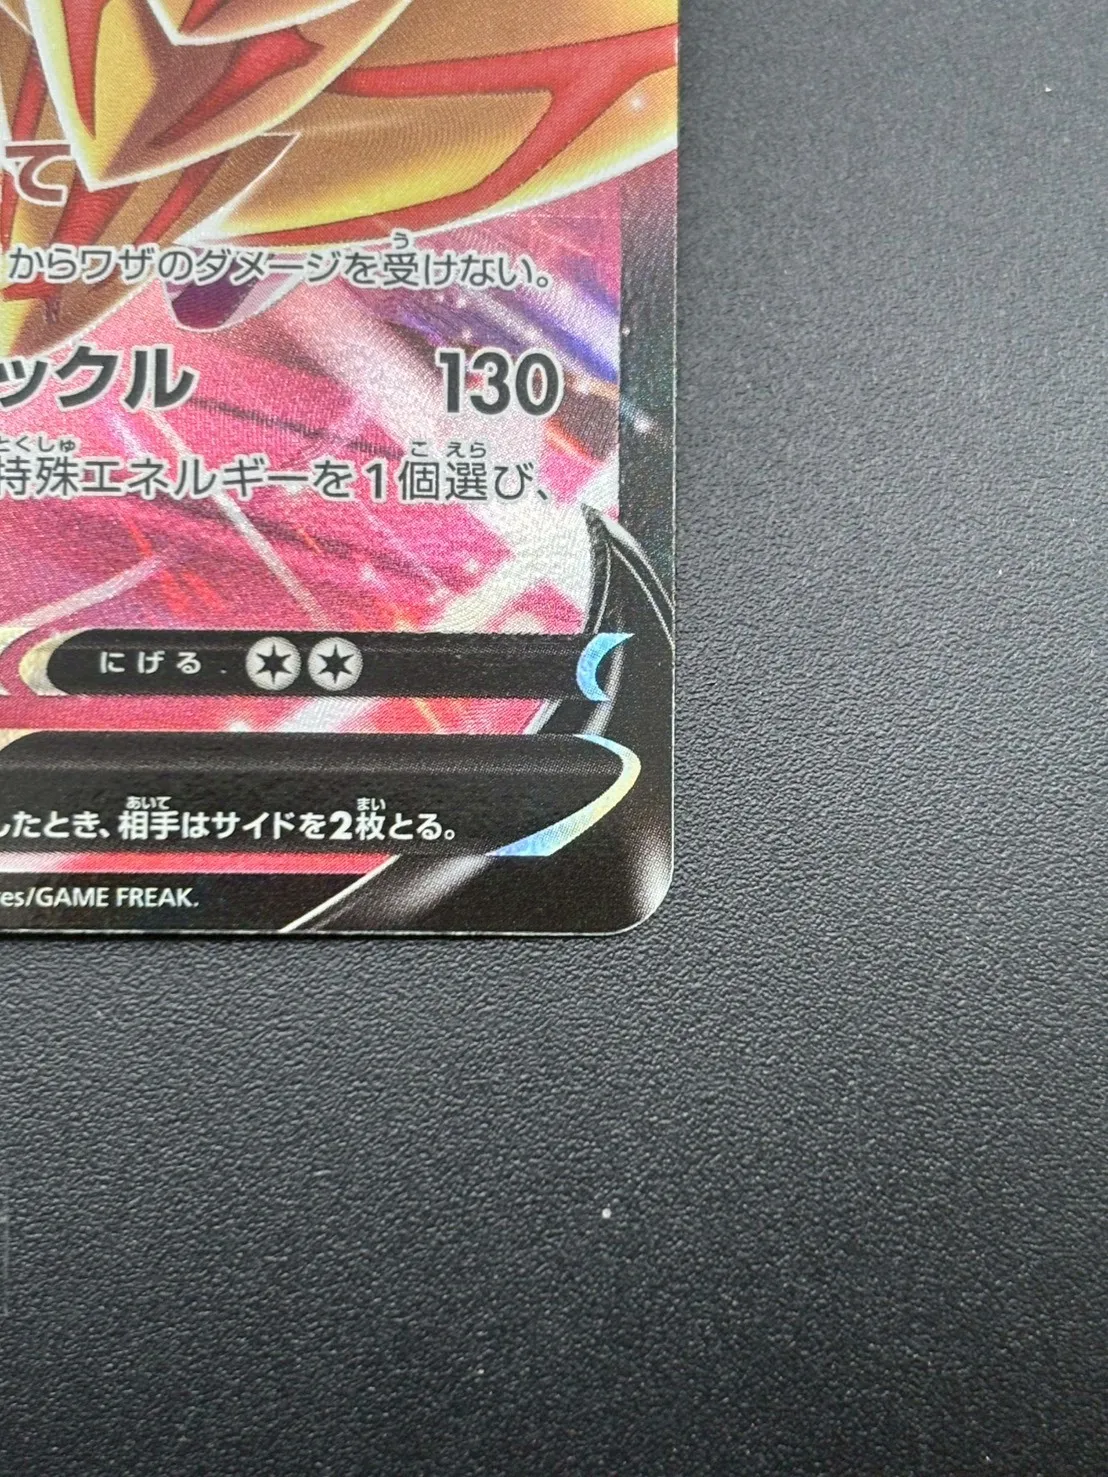 て
からワザのダメージを受けない。
ックル 130
特殊エネルギーを1個選び、
にげる
したとき、相手はサイドを2枚とる。
es/GAME FREAK.